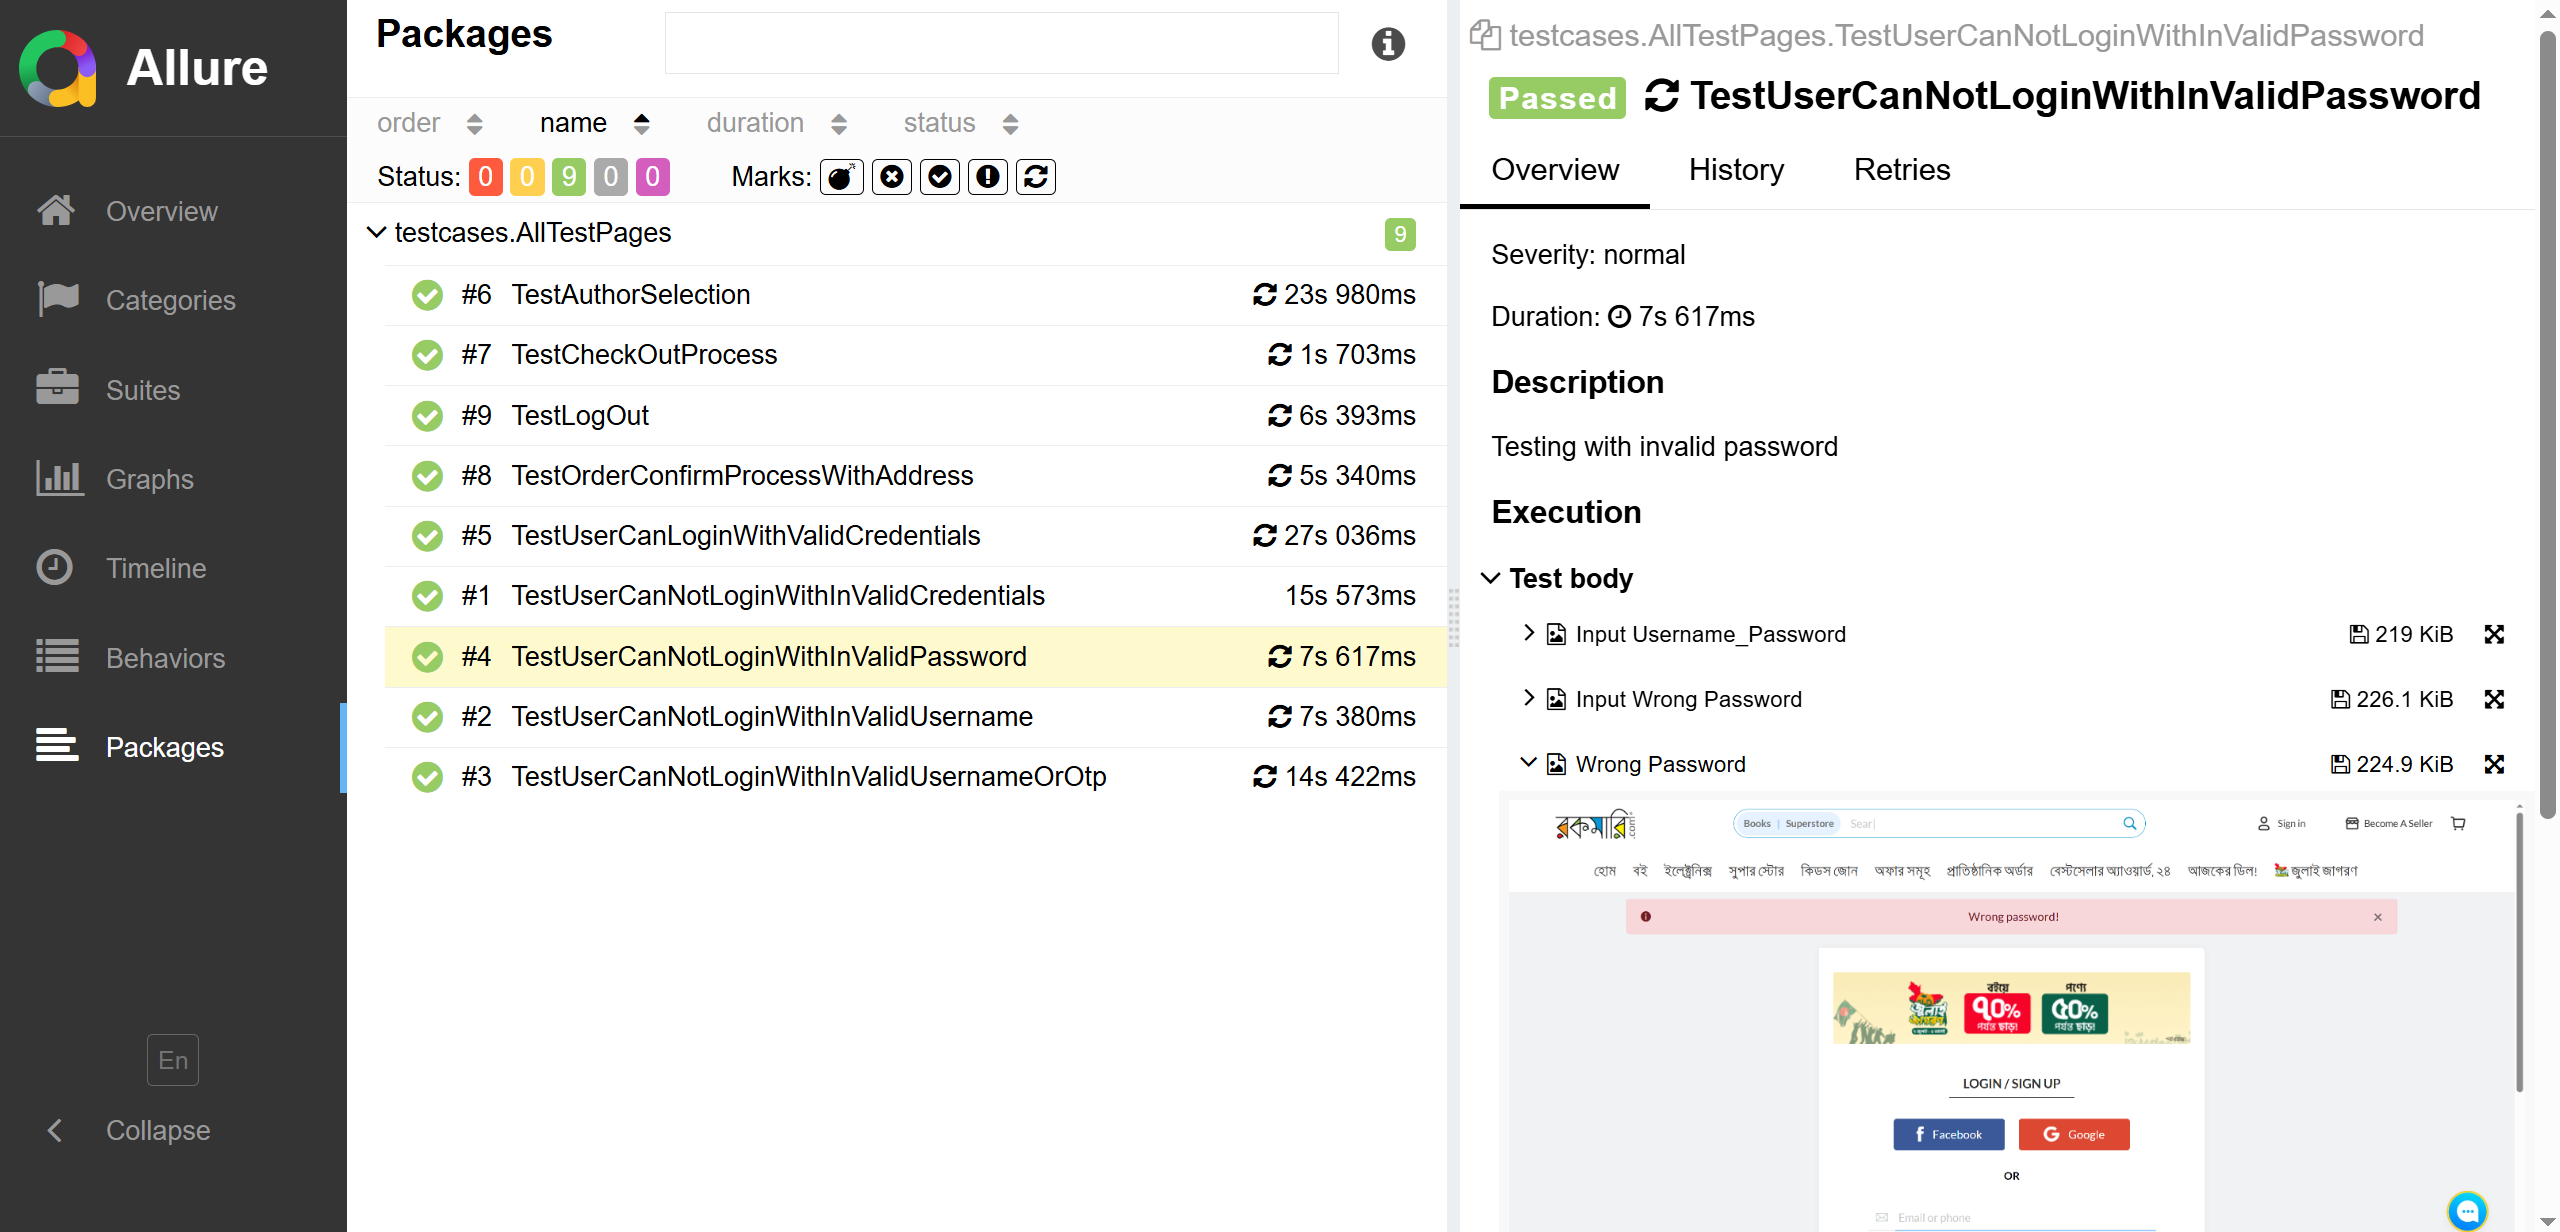 Allure
Overview
Categories
Suites
Graphs
Timeline
Behaviors
Packages
En
Collapse
Packages
order name duration status
Status: 0 0 9 0 0 Marks:
testcases.AllTestPages 9
#6 TestAuthorSelection 23s 980ms
#7 TestCheckOutProcess 1s 703ms
#9 TestLogOut 6s 393ms
#8 TestOrderConfirmProcessWithAddress 5s 340ms
#5 TestUserCanLoginWithValidCredentials 27s 036ms
#1 TestUserCanNotLoginWithInValidCredentials 15s 573ms
#4 TestUserCanNotLoginWithInValidPassword 7s 617ms
#2 TestUserCanNotLoginWithInValidUsername 7s 380ms
#3 TestUserCanNotLoginWithInValidUsernameOrOtp 14s 422ms
testcases.AllTestPages.TestUserCanNotLoginWithInValidPassword
Passed TestUserCanNotLoginWithInValidPassword
Overview History Retries
Severity: normal
Duration: 7s 617ms
Description
Testing with invalid password
Execution
Test body
Input Username_Password 219 KiB
Input Wrong Password 226.1 KiB
Wrong Password 224.9 KiB
রকমারি.com Books | Superstore Sear Sign in Become A Seller
হোম বই ইলেক্ট্রনিক্স সুপার স্টোর কিডস জোন অফার সমূহ প্রাতিষ্ঠানিক অর্ডার বেস্টসেলার অ্যাওয়ার্ড, ২৪ আজকের ডিল! জুলাই জাগরণ
Wrong password!
বইয়ে পণ্যে
৭০% ৫০%
পর্যন্ত ছাড়! পর্যন্ত ছাড়!
LOGIN / SIGN UP
Facebook Google
OR
Email or phone